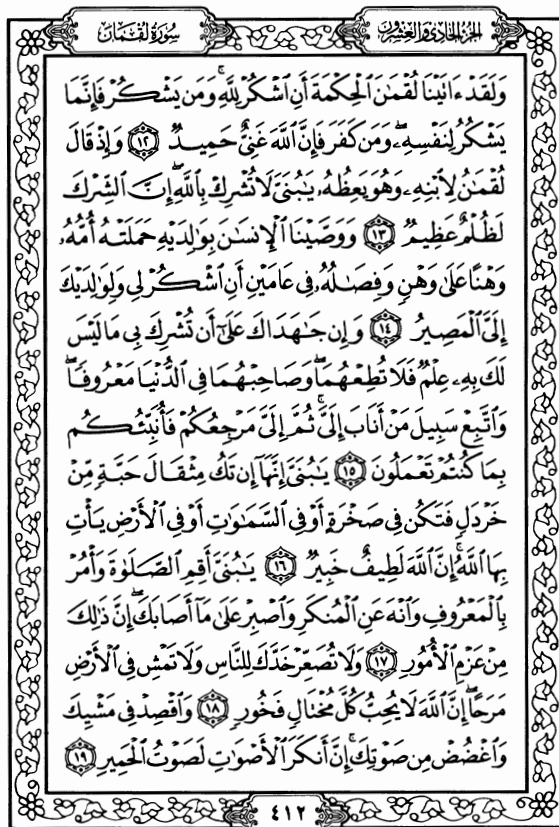 الجزء الحادي والعشرون
سورة لقمان
وَلَقَدْ ءَاتَيْنَا لُقْمَٰنَ ٱلْحِكْمَةَ أَنِ ٱشْكُرْ لِلَّهِ ۚ وَمَن يَشْكُرْ فَإِنَّمَا
يَشْكُرُ لِنَفْسِهِۦ ۖ وَمَن كَفَرَ فَإِنَّ ٱللَّهَ غَنِىٌّ حَمِيدٌ ١٢ وَإِذْ قَالَ
لُقْمَٰنُ لِٱبْنِهِۦ وَهُوَ يَعِظُهُۥ يَٰبُنَىَّ لَا تُشْرِكْ بِٱللَّهِ ۖ إِنَّ ٱلشِّرْكَ
لَظُلْمٌ عَظِيمٌ ١٣ وَوَصَّيْنَا ٱلْإِنسَٰنَ بِوَٰلِدَيْهِ حَمَلَتْهُ أُمُّهُۥ
وَهْنًا عَلَىٰ وَهْنٍ وَفِصَٰلُهُۥ فِى عَامَيْنِ أَنِ ٱشْكُرْ لِى وَلِوَٰلِدَيْكَ
إِلَىَّ ٱلْمَصِيرُ ١٤ وَإِن جَٰهَدَاكَ عَلَىٰٓ أَن تُشْرِكَ بِى مَا لَيْسَ
لَكَ بِهِۦ عِلْمٌ فَلَا تُطِعْهُمَا ۖ وَصَاحِبْهُمَا فِى ٱلدُّنْيَا مَعْرُوفًا ۖ
وَٱتَّبِعْ سَبِيلَ مَنْ أَنَابَ إِلَىَّ ۚ ثُمَّ إِلَىَّ مَرْجِعُكُمْ فَأُنَبِّئُكُم
بِمَا كُنتُمْ تَعْمَلُونَ ١٥ يَٰبُنَىَّ إِنَّهَآ إِن تَكُ مِثْقَالَ حَبَّةٍ مِّنْ
خَرْدَلٍ فَتَكُن فِى صَخْرَةٍ أَوْ فِى ٱلسَّمَٰوَٰتِ أَوْ فِى ٱلْأَرْضِ يَأْتِ
بِهَا ٱللَّهُ ۚ إِنَّ ٱللَّهَ لَطِيفٌ خَبِيرٌ ١٦ يَٰبُنَىَّ أَقِمِ ٱلصَّلَوٰةَ وَأْمُرْ
بِٱلْمَعْرُوفِ وَٱنْهَ عَنِ ٱلْمُنكَرِ وَٱصْبِرْ عَلَىٰ مَآ أَصَابَكَ ۖ إِنَّ ذَٰلِكَ
مِنْ عَزْمِ ٱلْأُمُورِ ١٧ وَلَا تُصَعِّرْ خَدَّكَ لِلنَّاسِ وَلَا تَمْشِ فِى ٱلْأَرْضِ
مَرَحًا ۖ إِنَّ ٱللَّهَ لَا يُحِبُّ كُلَّ مُخْتَالٍ فَخُورٍ ١٨ وَٱقْصِدْ فِى مَشْيِكَ
وَٱغْضُضْ مِن صَوْتِكَ ۚ إِنَّ أَنكَرَ ٱلْأَصْوَٰتِ لَصَوْتُ ٱلْحَمِيرِ ١٩
٤١٢